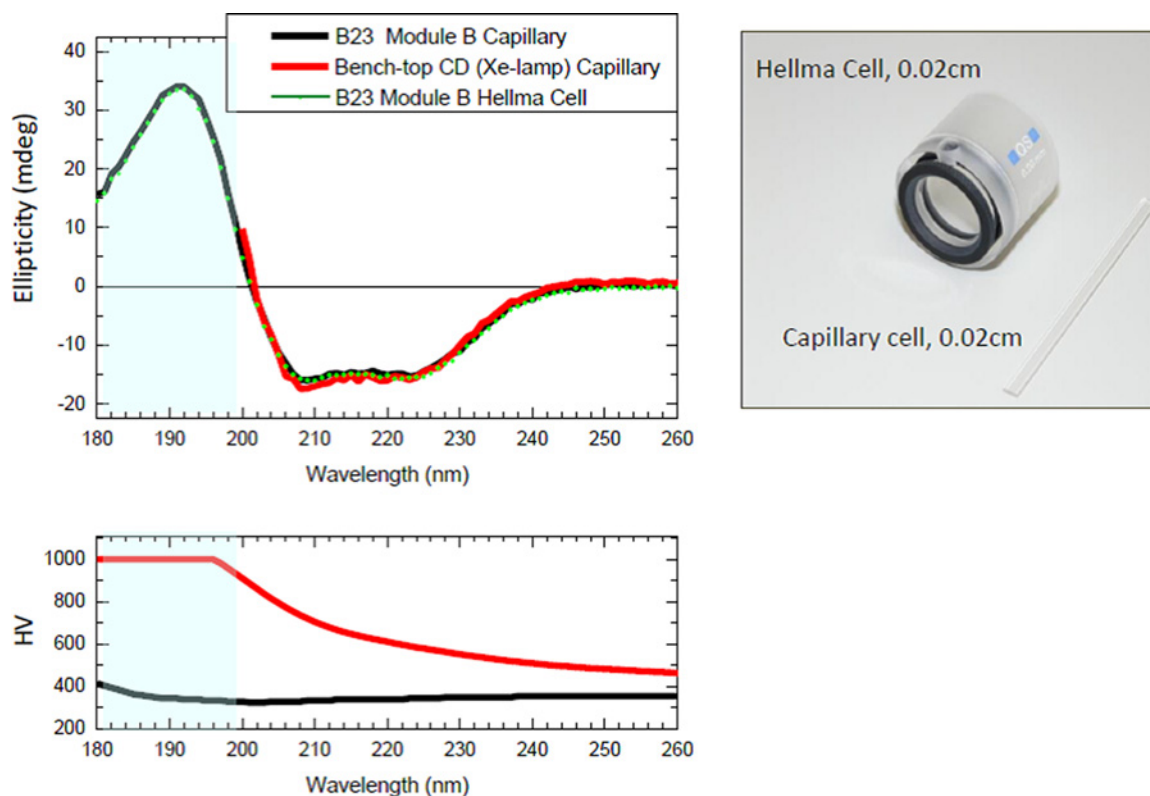 B23 Module B Capillary
Bench-top CD (Xe-lamp) Capillary
B23 Module B Hellma Cell
Ellipticity (mdeg)
40
30
20
10
0
-10
-20
180 190 200 210 220 230 240 250 260
Wavelength (nm)
HV
1000
800
600
400
200
180 190 200 210 220 230 240 250 260
Wavelength (nm)
Hellma Cell, 0.02cm
QS
Capillary cell, 0.02cm